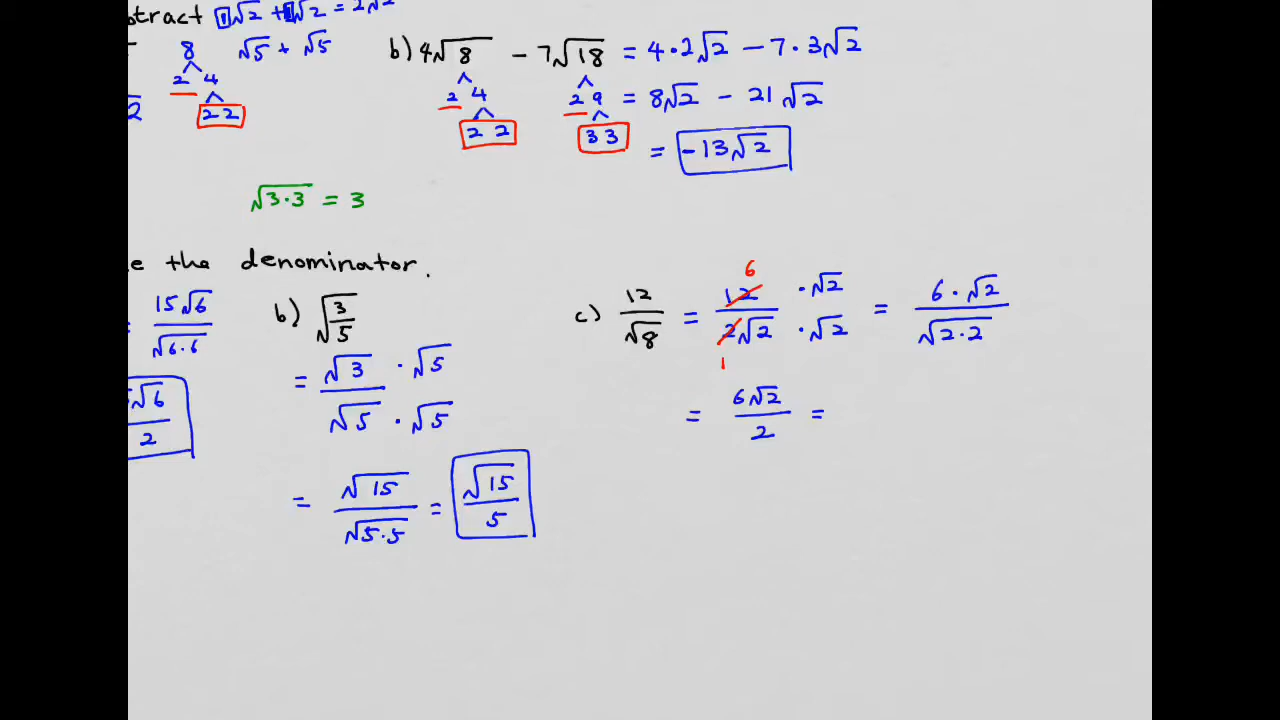 btract 1√2 + 1√2 = 2√2
8 √5 + √5
2 4
2 2
√2
b) 4√8 - 7√18 = 4·2√2 - 7·3√2
2 4 2 9 = 8√2 - 21√2
2 2 3 3 = -13√2
√3·3 = 3
e the denominator.
= 15√6/√6·6
√6/2
b) √3/5
= √3·√5/√5·√5
= √15/√5·5 = √15/5
c) 12/√8 = 12·√2/2√2·√2 = 6·√2/√2·2
6
1
= 6√2/2 =